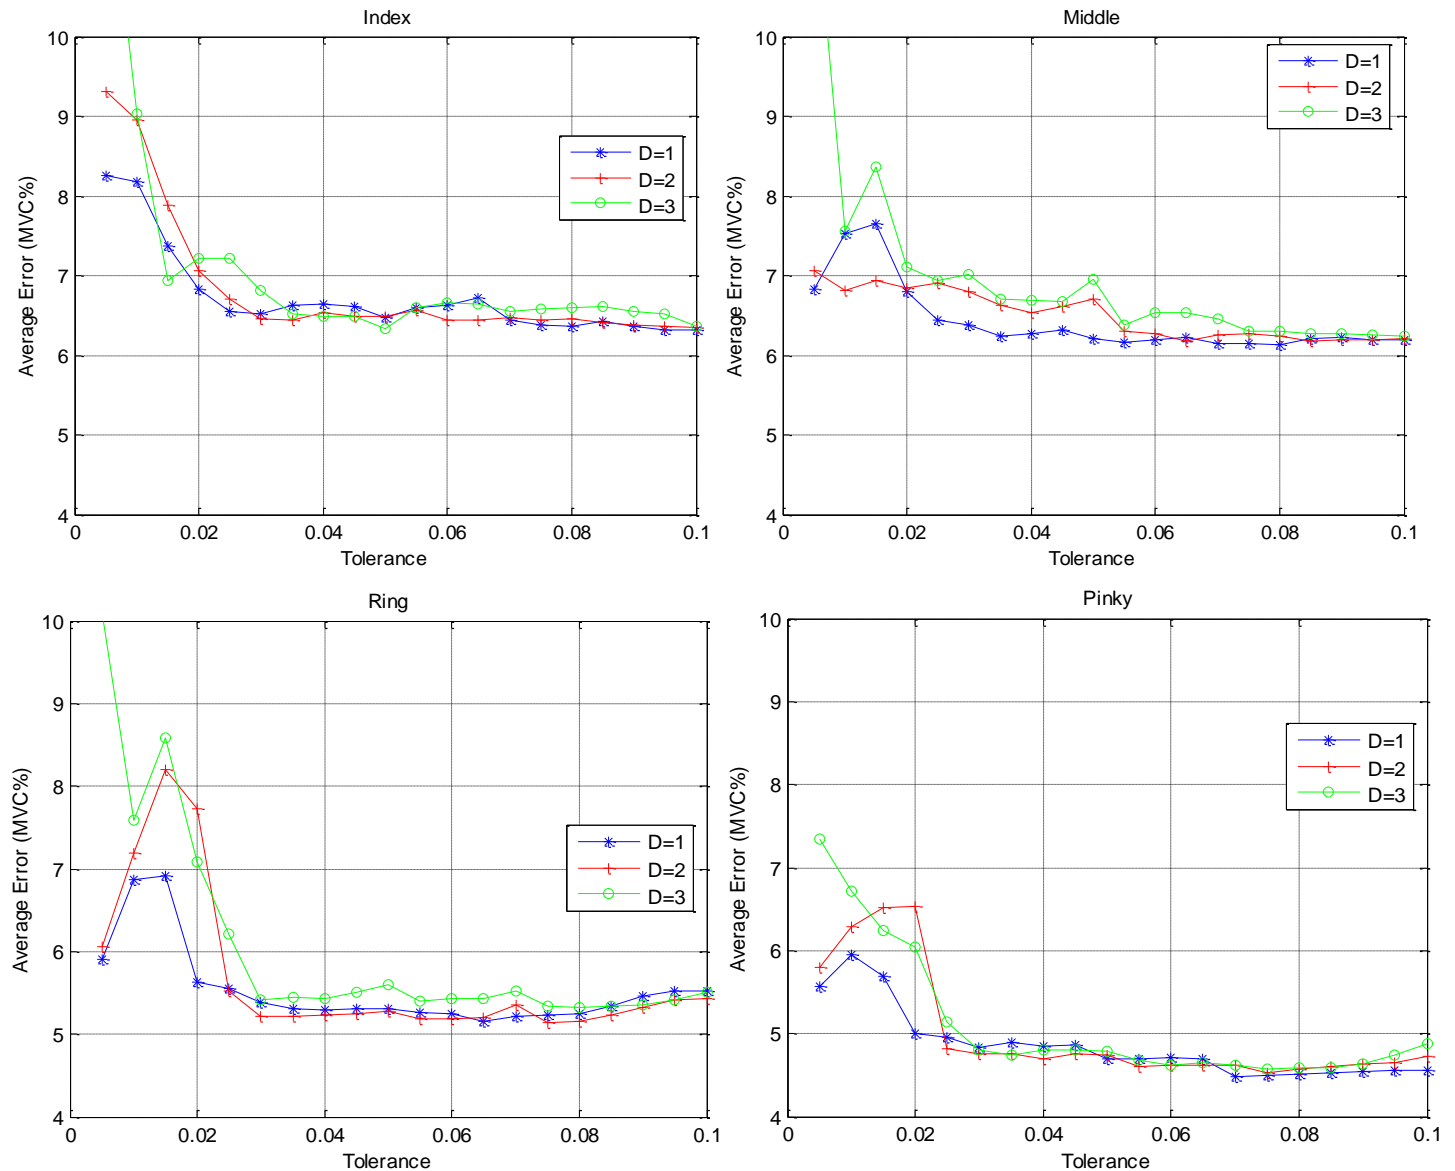 Index
10
9
8
7
6
5
4
Average Error (MVC%)
0 0.02 0.04 0.06 0.08 0.1
Tolerance
D=1
D=2
D=3
Middle
10
9
8
7
6
5
4
Average Error (MVC%)
0 0.02 0.04 0.06 0.08 0.1
Tolerance
D=1
D=2
D=3
Ring
10
9
8
7
6
5
4
Average Error (MVC%)
0 0.02 0.04 0.06 0.08 0.1
Tolerance
D=1
D=2
D=3
Pinky
10
9
8
7
6
5
4
Average Error (MVC%)
0 0.02 0.04 0.06 0.08 0.1
Tolerance
D=1
D=2
D=3